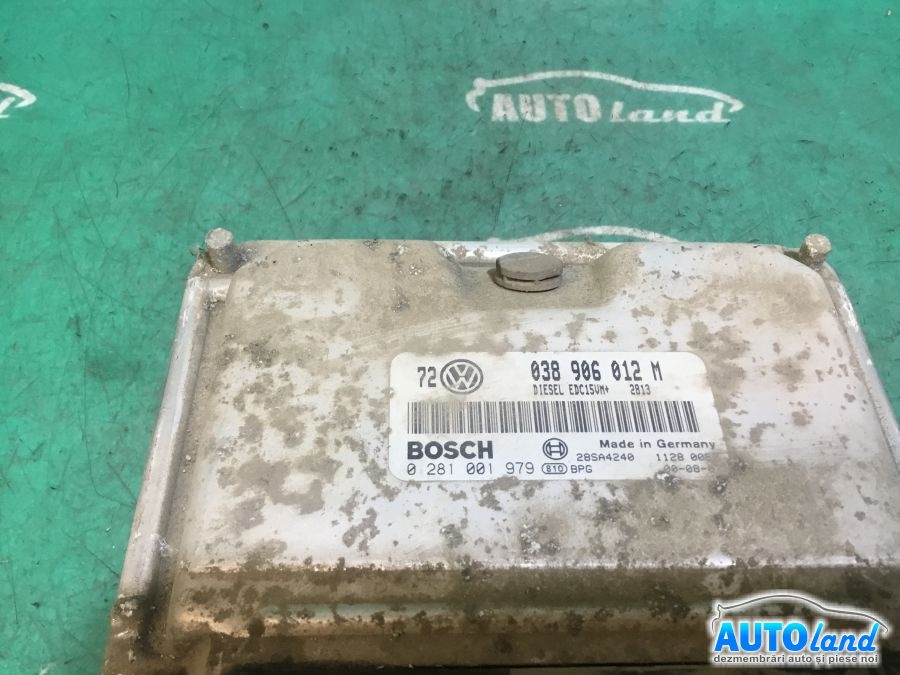 AUTOland
72 038 906 012 M
DIESEL EDC15VM+ 2813
BOSCH Made in Germany
28SA4240 1128
0 281 001 979 810 BPG
AUTOland
dezmembrări auto și piese noi